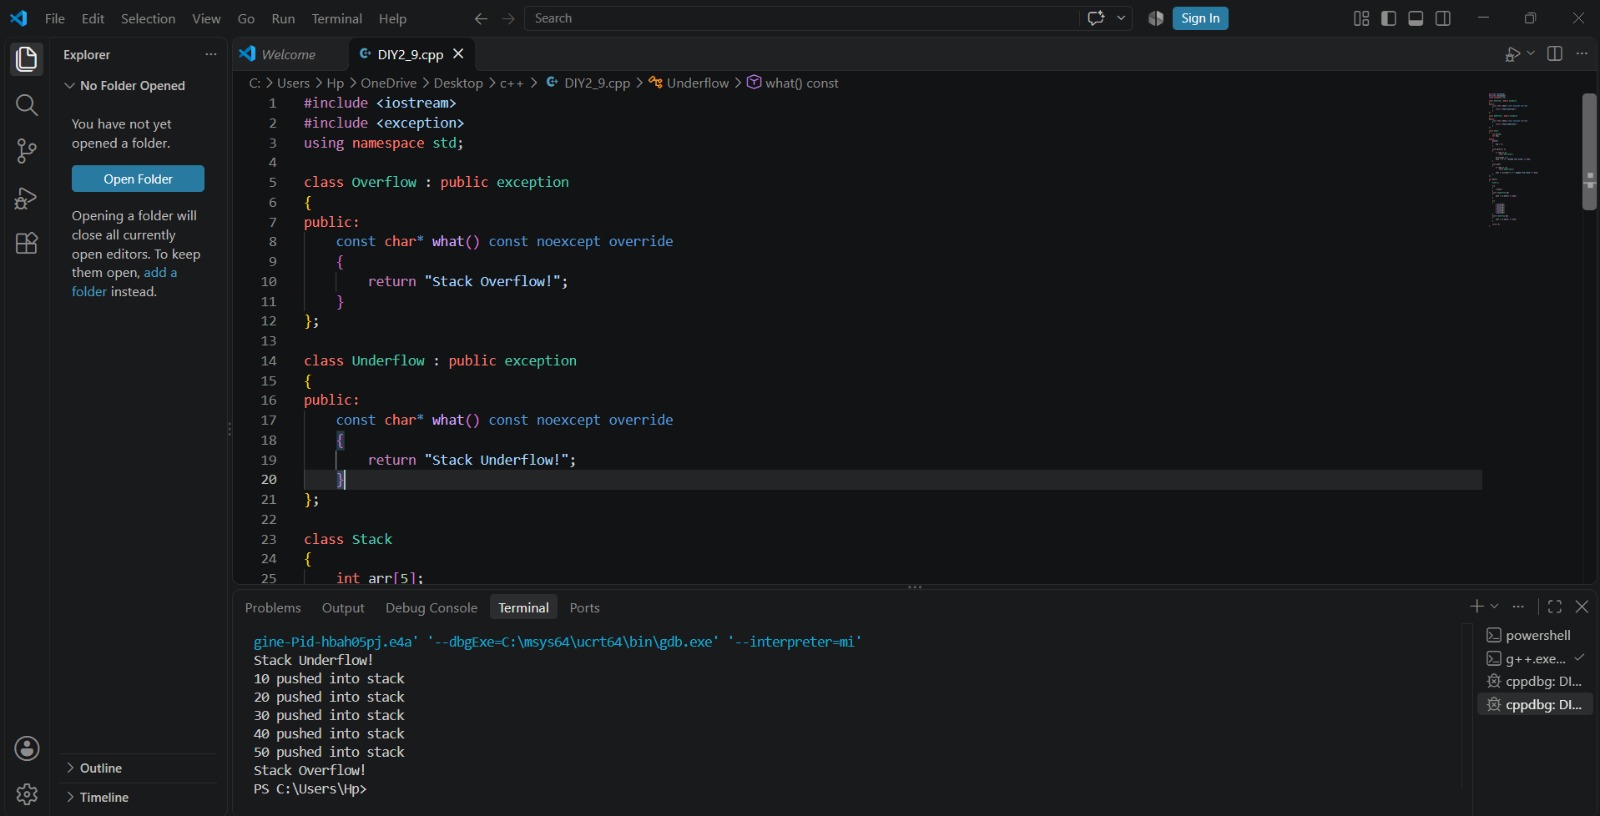 File Edit Selection View Go Run Terminal Help Search Sign In
Explorer
No Folder Opened
You have not yet
opened a folder.
Open Folder
Opening a folder will
close all currently
open editors. To keep
them open, add a
folder instead.
Outline
Timeline
Welcome DIY2_9.cpp
C: > Users > Hp > OneDrive > Desktop > c++ > DIY2_9.cpp > Underflow > what() const
1 #include <iostream>
2 #include <exception>
3 using namespace std;
4
5 class Overflow : public exception
6 {
7 public:
8 const char* what() const noexcept override
9 {
10 return "Stack Overflow!";
11 }
12 };
13
14 class Underflow : public exception
15 {
16 public:
17 const char* what() const noexcept override
18 {
19 return "Stack Underflow!";
20 }
21 };
22
23 class Stack
24 {
25 int arr[5];
Problems Output Debug Console Terminal Ports
gine-Pid-hbah05pj.e4a' '--dbgExe=C:\msys64\ucrt64\bin\gdb.exe' '--interpreter=mi'
Stack Underflow!
10 pushed into stack
20 pushed into stack
30 pushed into stack
40 pushed into stack
50 pushed into stack
Stack Overflow!
PS C:\Users\Hp>
powershell
g++.exe...
cppdbg: DI...
cppdbg: DI...